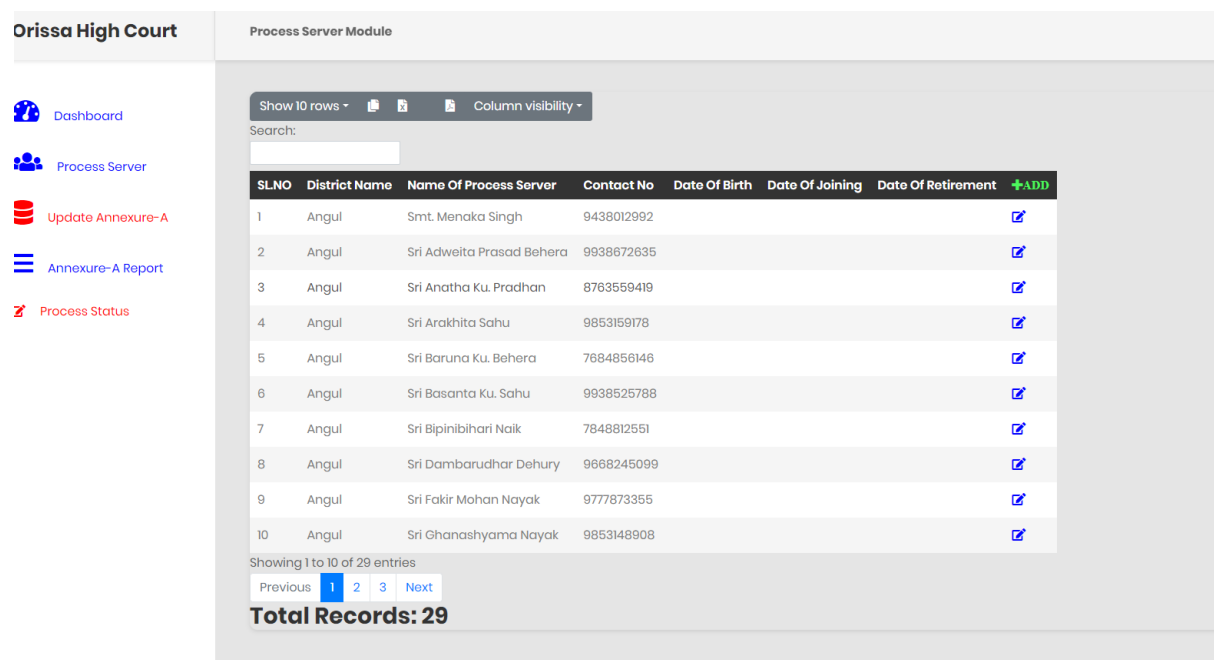 Orissa High Court
Process Server Module
Dashboard
Process Server
Update Annexure-A
Annexure-A Report
Process Status
Show 10 rows Column visibility
Search:
SL.NO District Name Name Of Process Server Contact No Date Of Birth Date Of Joining Date Of Retirement +ADD
1 Angul Smt. Menaka Singh 9438012992
2 Angul Sri Adweita Prasad Behera 9938672635
3 Angul Sri Anatha Ku. Pradhan 8763559419
4 Angul Sri Arakhita Sahu 9853159178
5 Angul Sri Baruna Ku. Behera 7684856146
6 Angul Sri Basanta Ku. Sahu 9938525788
7 Angul Sri Bipinibihari Naik 7848812551
8 Angul Sri Dambarudhar Dehury 9668245099
9 Angul Sri Fakir Mohan Nayak 9777873355
10 Angul Sri Ghanashyama Nayak 9853148908
Showing 1 to 10 of 29 entries
Previous 1 2 3 Next
Total Records: 29